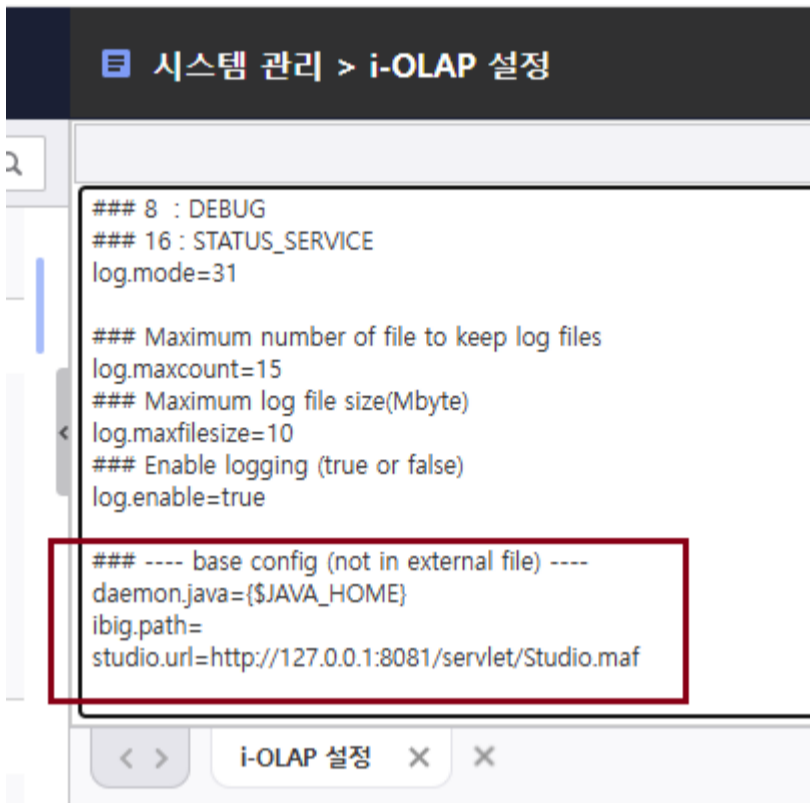 시스템 관리 > i-OLAP 설정
### 8  : DEBUG
### 16 : STATUS_SERVICE
log.mode=31
### Maximum number of file to keep log files
log.maxcount=15
### Maximum log file size(Mbyte)
log.maxfilesize=10
### Enable logging (true or false)
log.enable=true
### ---- base config (not in external file) ----
daemon.java={$JAVA_HOME}
ibig.path=
studio.url=http://127.0.0.1:8081/servlet/Studio.maf
i-OLAP 설정